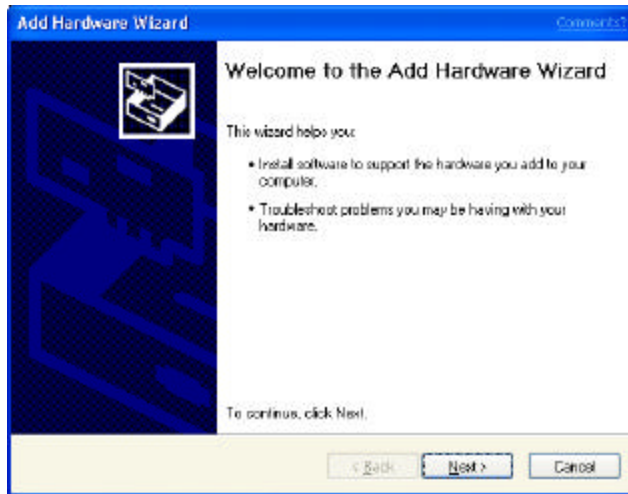 Add Hardware Wizard
Comments?
Welcome to the Add Hardware Wizard
This wizard helps you:
• Install software to support the hardware you add to your
computer.
• Troubleshoot problems you may be having with your
hardware.
To continue, click Next.
< Back
Next >
Cancel